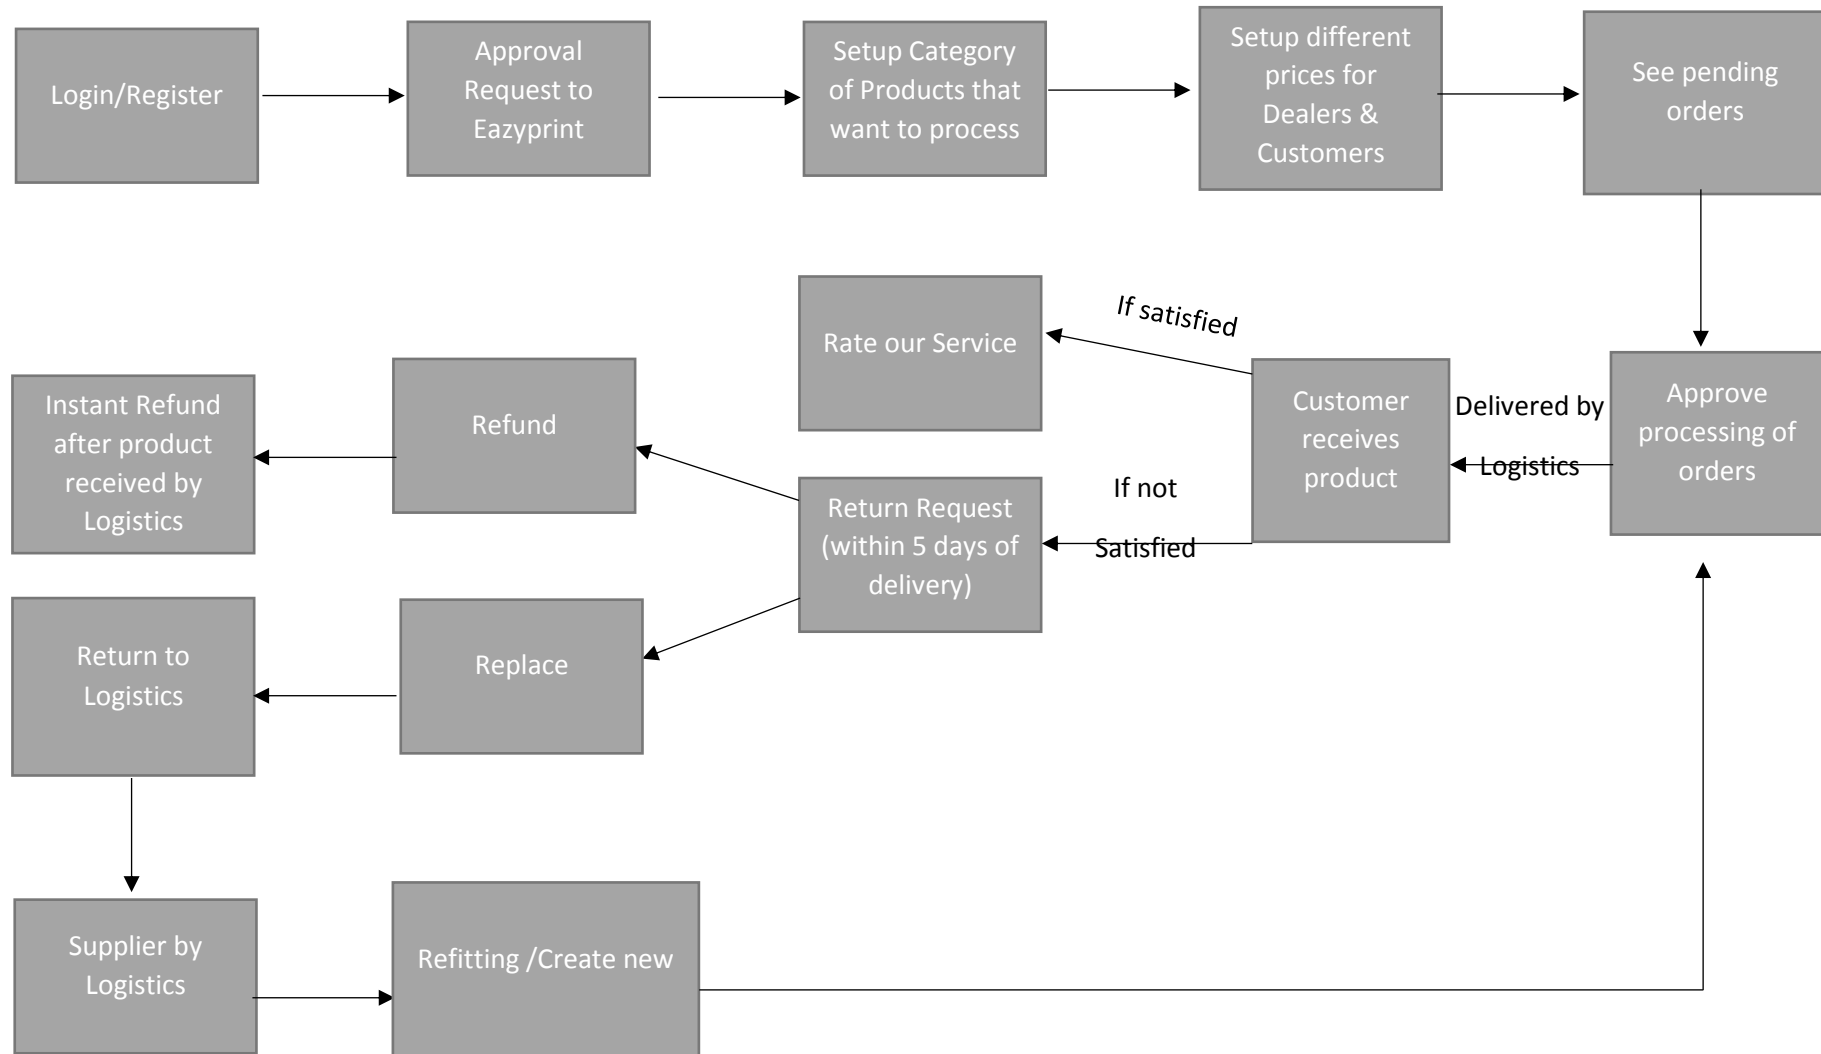 Login/Register
Approval
Request to
Eazyprint
Setup Category
of Products that
want to process
Setup different
prices for
Dealers &
Customers
See pending
orders
If satisfied
Rate our Service
Customer
receives
product
Delivered by
Logistics
Approve
processing of
orders
Instant Refund
after product
received by
Logistics
Refund
Return Request
(within 5 days of
delivery)
If not
Satisfied
Return to
Logistics
Replace
Supplier by
Logistics
Refitting /Create new